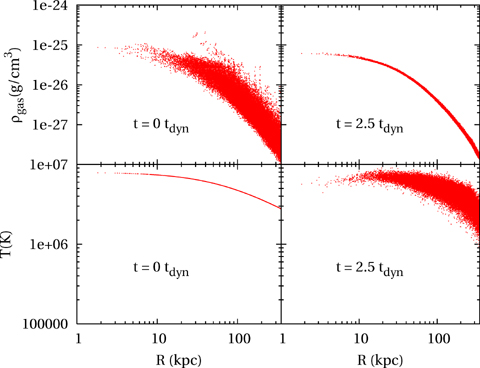 1e-24
1e-25
1e-26
1e-27
ρgas(g/cm³)
t = 0 tdyn
t = 2.5 tdyn
1e+07
1e+06
100000
T(K)
t = 0 tdyn
t = 2.5 tdyn
1 10 100 1 10 100
R (kpc) R (kpc)